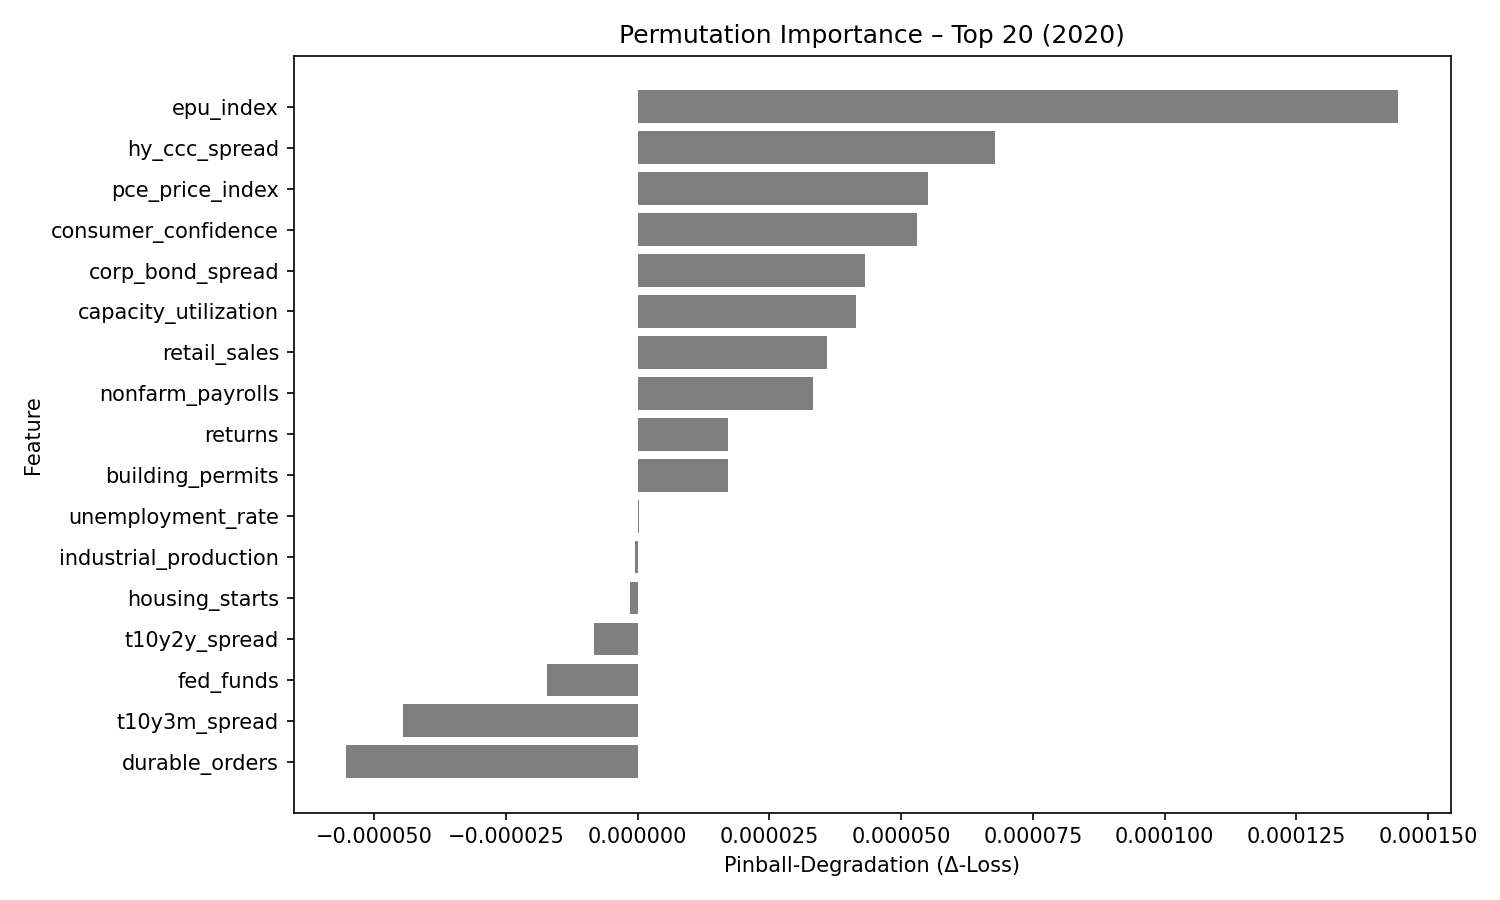 Permutation Importance – Top 20 (2020)
epu_index
hy_ccc_spread
pce_price_index
consumer_confidence
corp_bond_spread
capacity_utilization
retail_sales
nonfarm_payrolls
returns
building_permits
unemployment_rate
industrial_production
housing_starts
t10y2y_spread
fed_funds
t10y3m_spread
durable_orders
Feature
−0.000050 −0.000025 0.000000 0.000025 0.000050 0.000075 0.000100 0.000125 0.000150
Pinball-Degradation (Δ-Loss)